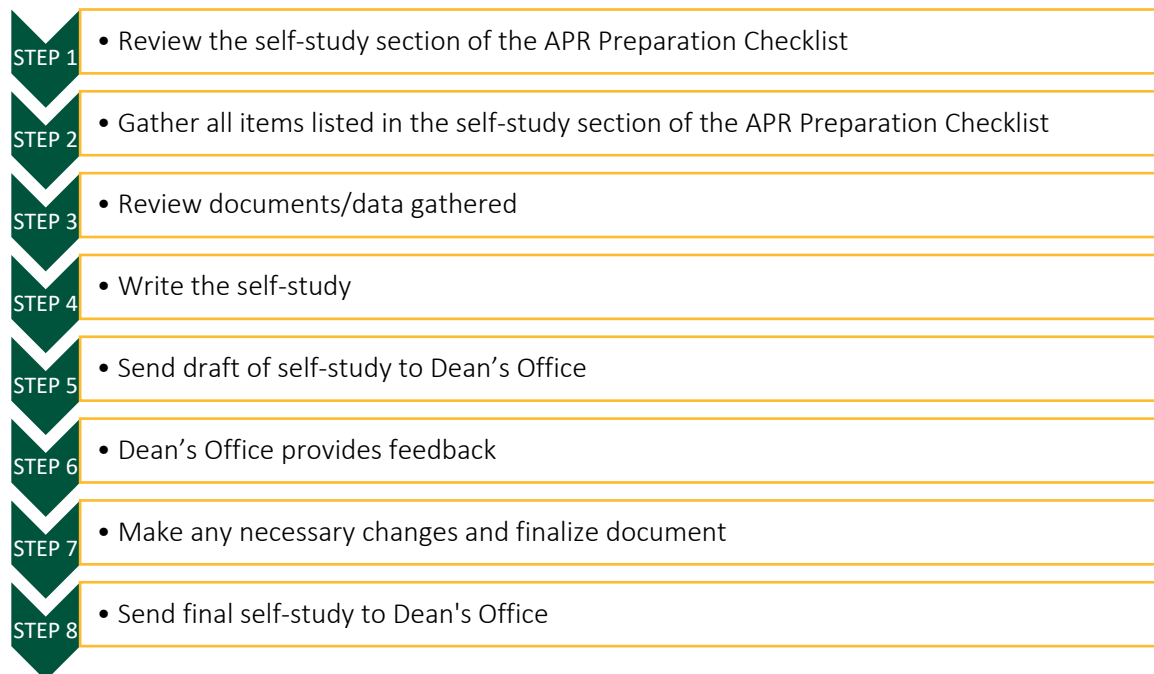 STEP 1
• Review the self-study section of the APR Preparation Checklist
STEP 2
• Gather all items listed in the self-study section of the APR Preparation Checklist
STEP 3
• Review documents/data gathered
STEP 4
• Write the self-study
STEP 5
• Send draft of self-study to Dean’s Office
STEP 6
• Dean’s Office provides feedback
STEP 7
• Make any necessary changes and finalize document
STEP 8
• Send final self-study to Dean's Office